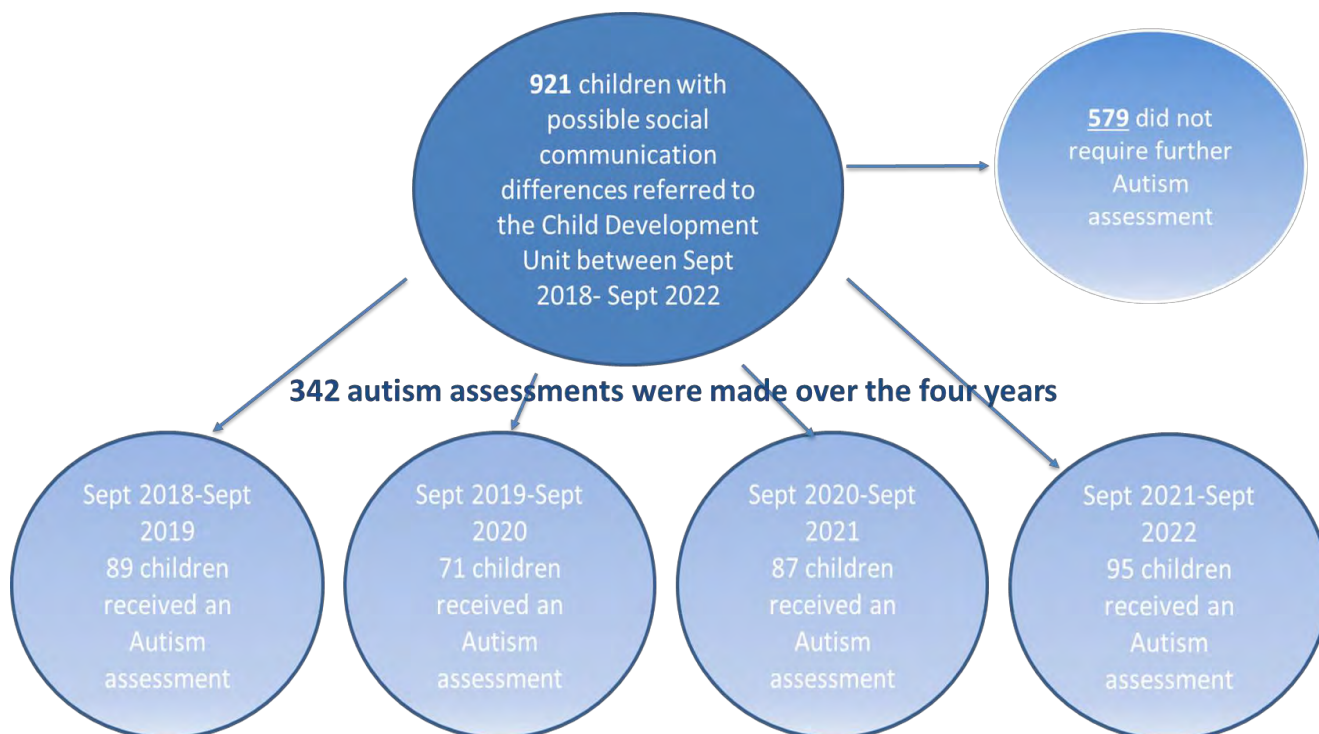 921 children with
possible social
communication
differences referred to
the Child Development
Unit between Sept
2018- Sept 2022
579 did not
require further
Autism
assessment
342 autism assessments were made over the four years
Sept 2018-Sept
2019
89 children
received an
Autism
assessment
Sept 2019-Sept
2020
71 children
received an
Autism
assessment
Sept 2020-Sept
2021
87 children
received an
Autism
assessment
Sept 2021-Sept
2022
95 children
received an
Autism
assessment